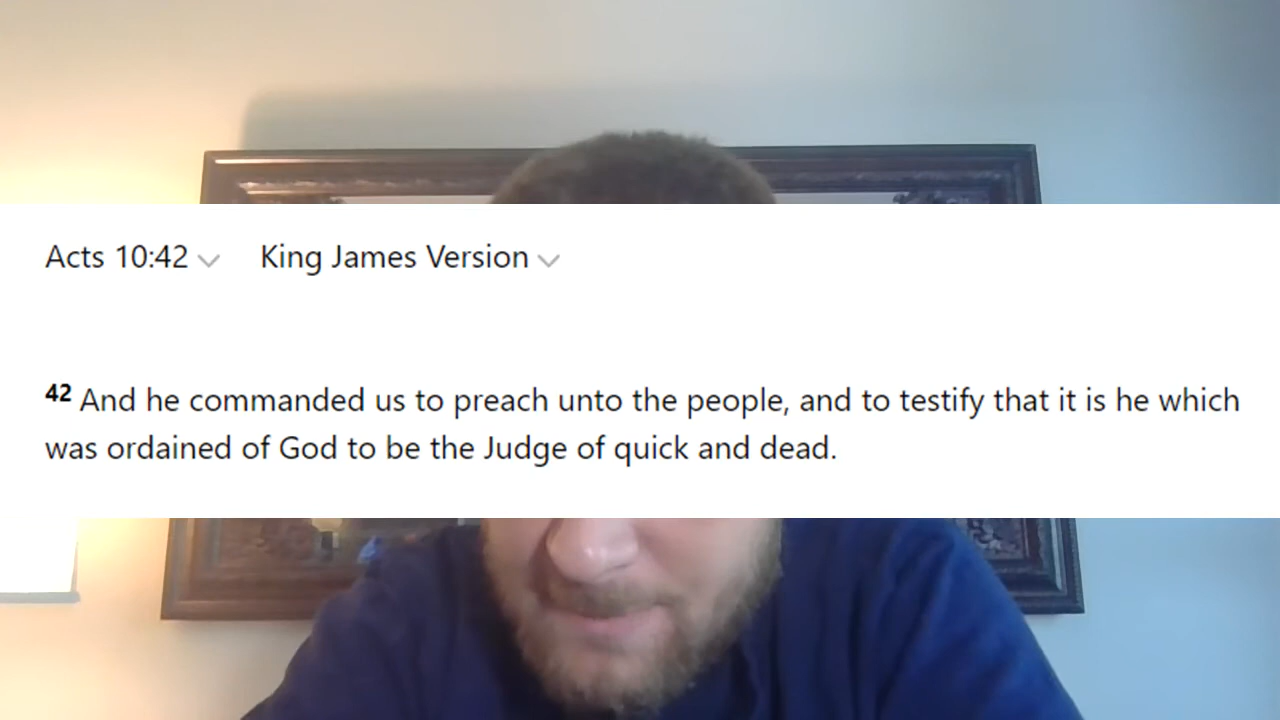 Acts 10:42 King James Version
42 And he commanded us to preach unto the people, and to testify that it is he which
was ordained of God to be the Judge of quick and dead.